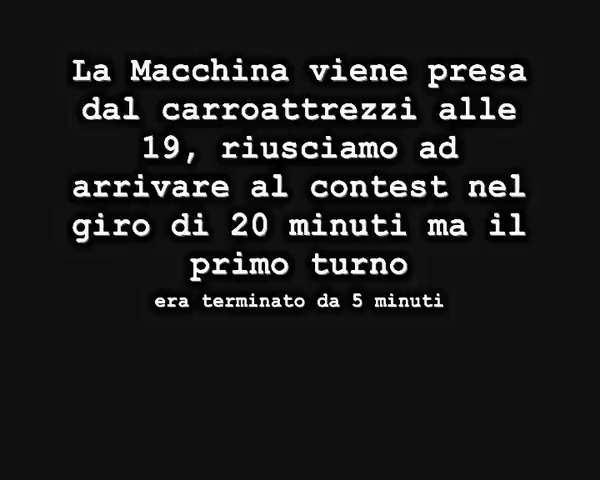 La Macchina viene presa
dal carroattrezzi alle
19, riusciamo ad
arrivare al contest nel
giro di 20 minuti ma il
primo turno
era terminato da 5 minuti